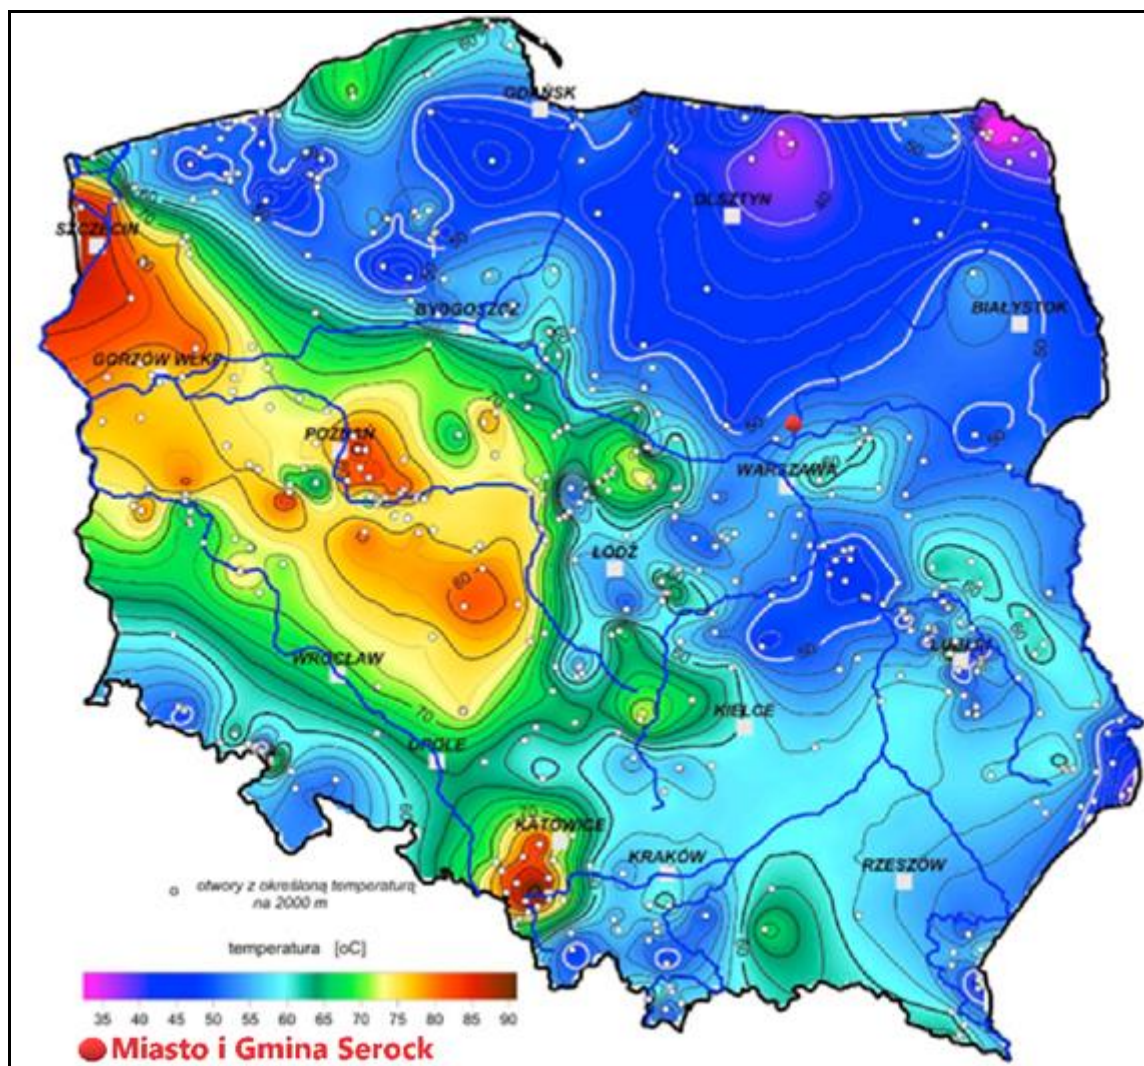 GDAŃSK
OLSZTYN
SZCZECIN
BIAŁYSTOK
BYDGOSZCZ
GORZÓW WLKP
POZNAŃ
WARSZAWA
ŁÓDŹ
WROCŁAW
LUBLIN
KIELCE
OPOLE
KATOWICE
KRAKÓW
RZESZÓW
otwory z określoną temperaturą
na 2000 m
temperatura [oC]
35 40 45 50 55 60 65 70 75 80 85 90
Miasto i Gmina Serock